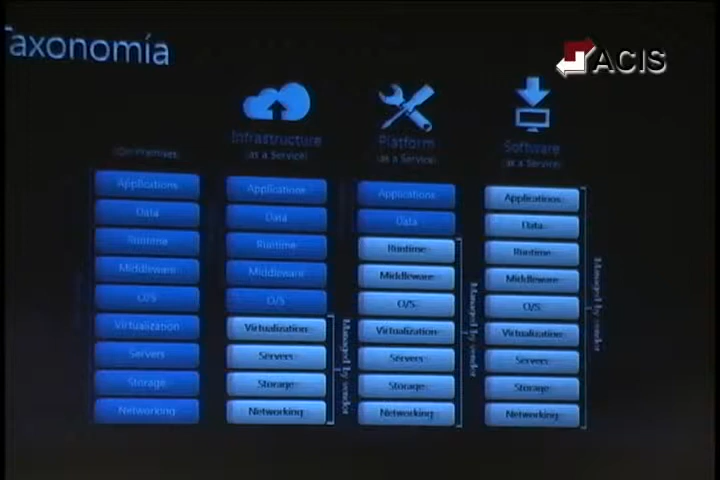 Taxonomía
ACIS
(On-Premises)
Applications
Data
Runtime
Middleware
O/S
Virtualization
Servers
Storage
Networking
Infrastructure
(as a Service)
Applications
Data
Runtime
Middleware
O/S
Virtualization
Servers
Storage
Networking
Managed by vendor
Platform
(as a Service)
Applications
Data
Runtime
Middleware
O/S
Virtualization
Servers
Storage
Networking
Managed by vendor
Software
(as a Service)
Applications
Data
Runtime
Middleware
O/S
Virtualization
Servers
Storage
Networking
Managed by vendor